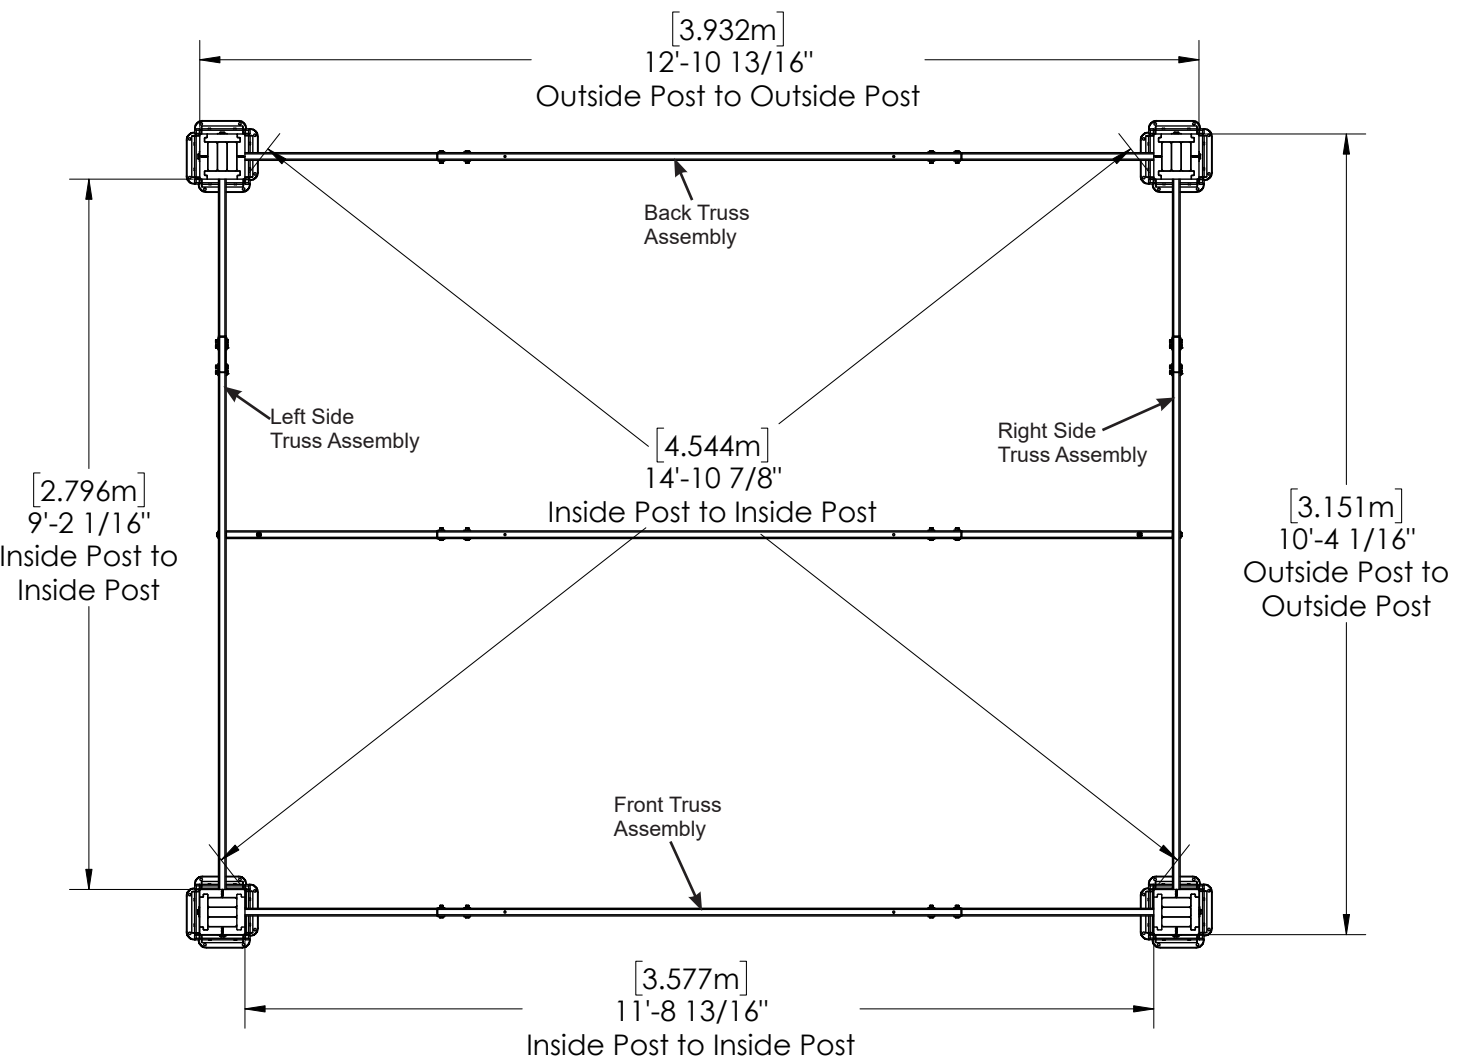 [3.932m]
12'-10 13/16"
Outside Post to Outside Post
Back Truss
Assembly
Left Side
Truss Assembly
Right Side
Truss Assembly
[4.544m]
14'-10 7/8"
Inside Post to Inside Post
[2.796m]
9'-2 1/16"
Inside Post to
Inside Post
[3.151m]
10'-4 1/16"
Outside Post to
Outside Post
Front Truss
Assembly
[3.577m]
11'-8 13/16"
Inside Post to Inside Post